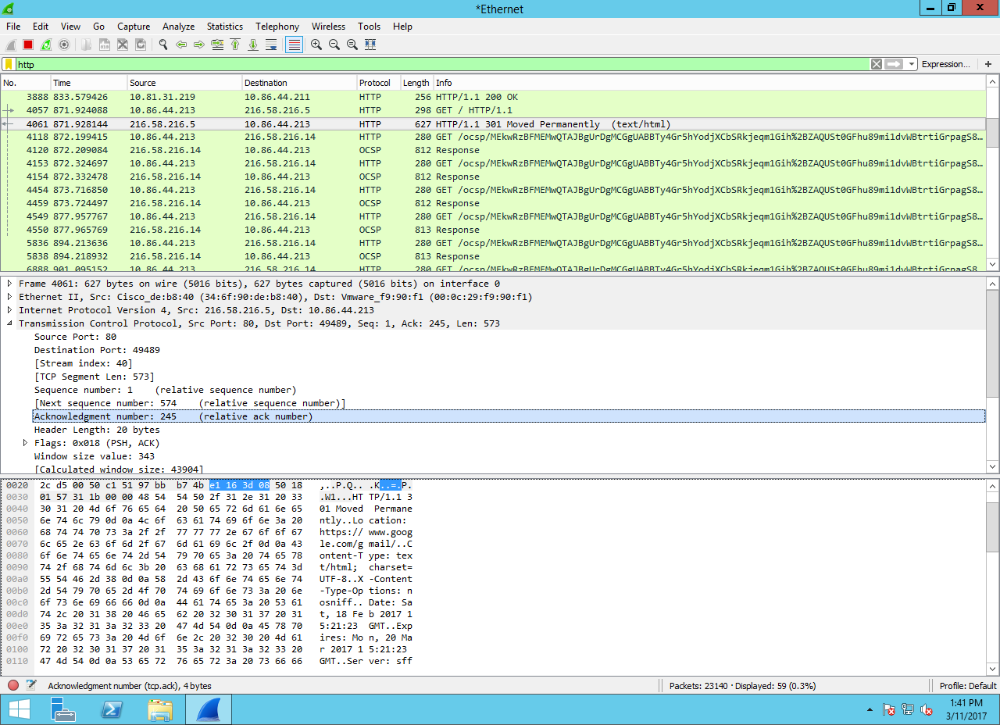 *Ethernet
File Edit View Go Capture Analyze Statistics Telephony Wireless Tools Help
http Expression... +
No. Time Source Destination Protocol Length Info
3888 833.579426 10.81.31.219 10.86.44.211 HTTP 256 HTTP/1.1 200 OK
4057 871.924088 10.86.44.213 216.58.216.5 HTTP 298 GET / HTTP/1.1
4061 871.928144 216.58.216.5 10.86.44.213 HTTP 627 HTTP/1.1 301 Moved Permanently (text/html)
4118 872.199415 10.86.44.213 216.58.216.14 HTTP 280 GET /ocsp/MEkwRzBFMEMwQTAJBgUrDgMCGgUABBTy4Gr5hYodjXCbSRkjeqm1Gih%2BZAQUSt0GFhu89mi1dvWBtrtiGrpagS8…
4120 872.209084 216.58.216.14 10.86.44.213 OCSP 812 Response
4153 872.324697 10.86.44.213 216.58.216.14 HTTP 280 GET /ocsp/MEkwRzBFMEMwQTAJBgUrDgMCGgUABBTy4Gr5hYodjXCbSRkjeqm1Gih%2BZAQUSt0GFhu89mi1dvWBtrtiGrpagS8…
4154 872.332478 216.58.216.14 10.86.44.213 OCSP 812 Response
4454 873.716850 10.86.44.213 216.58.216.14 HTTP 280 GET /ocsp/MEkwRzBFMEMwQTAJBgUrDgMCGgUABBTy4Gr5hYodjXCbSRkjeqm1Gih%2BZAQUSt0GFhu89mi1dvWBtrtiGrpagS8…
4459 873.724497 216.58.216.14 10.86.44.213 OCSP 812 Response
4549 877.957767 10.86.44.213 216.58.216.14 HTTP 280 GET /ocsp/MEkwRzBFMEMwQTAJBgUrDgMCGgUABBTy4Gr5hYodjXCbSRkjeqm1Gih%2BZAQUSt0GFhu89mi1dvWBtrtiGrpagS8…
4550 877.965769 216.58.216.14 10.86.44.213 OCSP 813 Response
5836 894.213636 10.86.44.213 216.58.216.14 HTTP 280 GET /ocsp/MEkwRzBFMEMwQTAJBgUrDgMCGgUABBTy4Gr5hYodjXCbSRkjeqm1Gih%2BZAQUSt0GFhu89mi1dvWBtrtiGrpagS8…
5838 894.218932 216.58.216.14 10.86.44.213 OCSP 813 Response
6888 901.095152 10.86.44.213 216.58.216.14 HTTP 280 GET /ocsp/MEkwRzBFMEMwQTAJBgUrDgMCGgUABBTy4Gr5hYodjXCbSRkjeqm1Gih%2BZAQUSt0GFhu89mi1dvWBtrtiGrpagS8…
Frame 4061: 627 bytes on wire (5016 bits), 627 bytes captured (5016 bits) on interface 0
Ethernet II, Src: Cisco_de:b8:40 (34:6f:90:de:b8:40), Dst: Vmware_f9:90:f1 (00:0c:29:f9:90:f1)
Internet Protocol Version 4, Src: 216.58.216.5, Dst: 10.86.44.213
Transmission Control Protocol, Src Port: 80, Dst Port: 49489, Seq: 1, Ack: 245, Len: 573
Source Port: 80
Destination Port: 49489
[Stream index: 40]
[TCP Segment Len: 573]
Sequence number: 1 (relative sequence number)
[Next sequence number: 574 (relative sequence number)]
Acknowledgment number: 245 (relative ack number)
Header Length: 20 bytes
Flags: 0x018 (PSH, ACK)
Window size value: 343
[Calculated window size: 43904]
0020 2c d5 00 50 c1 51 97 bb b7 4b e1 16 3d 08 50 18 ,..P.Q.. .K..=.P.
0030 01 57 31 1b 00 00 48 54 54 50 2f 31 2e 31 20 33 .W1...HT TP/1.1 3
0040 30 31 20 4d 6f 76 65 64 20 50 65 72 6d 61 6e 65 01 Moved Permane
0050 6e 74 6c 79 0d 0a 4c 6f 63 61 74 69 6f 6e 3a 20 ntly..Lo cation:
0060 68 74 74 70 73 3a 2f 2f 77 77 77 2e 67 6f 6f 67 https:// www.goog
0070 6c 65 2e 63 6f 6d 2f 67 6d 61 69 6c 2f 0d 0a 43 le.com/g mail/..C
0080 6f 6e 74 65 6e 74 2d 54 79 70 65 3a 20 74 65 78 ontent-T ype: tex
0090 74 2f 68 74 6d 6c 3b 20 63 68 61 72 73 65 74 3d t/html; charset=
00a0 55 54 46 2d 38 0d 0a 58 2d 43 6f 6e 74 65 6e 74 UTF-8..X -Content
00b0 2d 54 79 70 65 2d 4f 70 74 69 6f 6e 73 3a 20 6e -Type-Op tions: n
00c0 6f 73 6e 69 66 66 0d 0a 44 61 74 65 3a 20 53 61 osniff.. Date: Sa
00d0 74 2c 20 31 38 20 46 65 62 20 32 30 31 37 20 31 t, 18 Fe b 2017 1
00e0 35 3a 32 31 3a 32 33 20 47 4d 54 0d 0a 45 78 70 5:21:23 GMT..Exp
00f0 69 72 65 73 3a 20 4d 6f 6e 2c 20 32 30 20 4d 61 ires: Mo n, 20 Ma
0100 72 20 32 30 31 37 20 31 35 3a 32 31 3a 32 33 20 r 2017 1 5:21:23
0110 47 4d 54 0d 0a 53 65 72 76 65 72 3a 20 73 66 66 GMT..Ser ver: sff
Acknowledgment number (tcp.ack), 4 bytes Packets: 23140 · Displayed: 59 (0.3%) Profile: Default
1:41 PM
3/11/2017